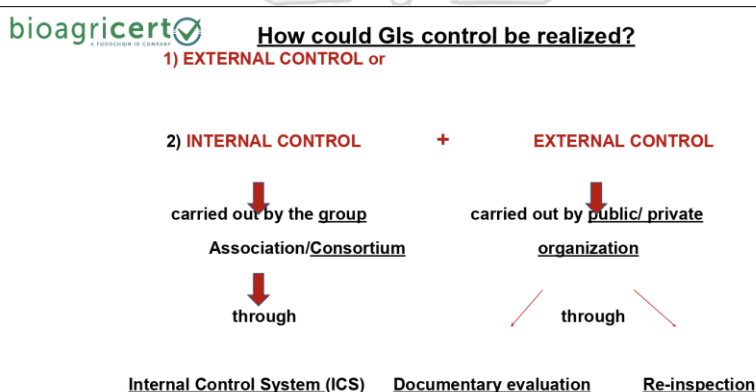 bioagricert
A FOODCHAIN ID COMPANY
How could GIs control be realized?
1) EXTERNAL CONTROL or
2) INTERNAL CONTROL + EXTERNAL CONTROL
carried out by the group carried out by public/ private
Association/Consortium organization
through through
Internal Control System (ICS) Documentary evaluation Re-inspection